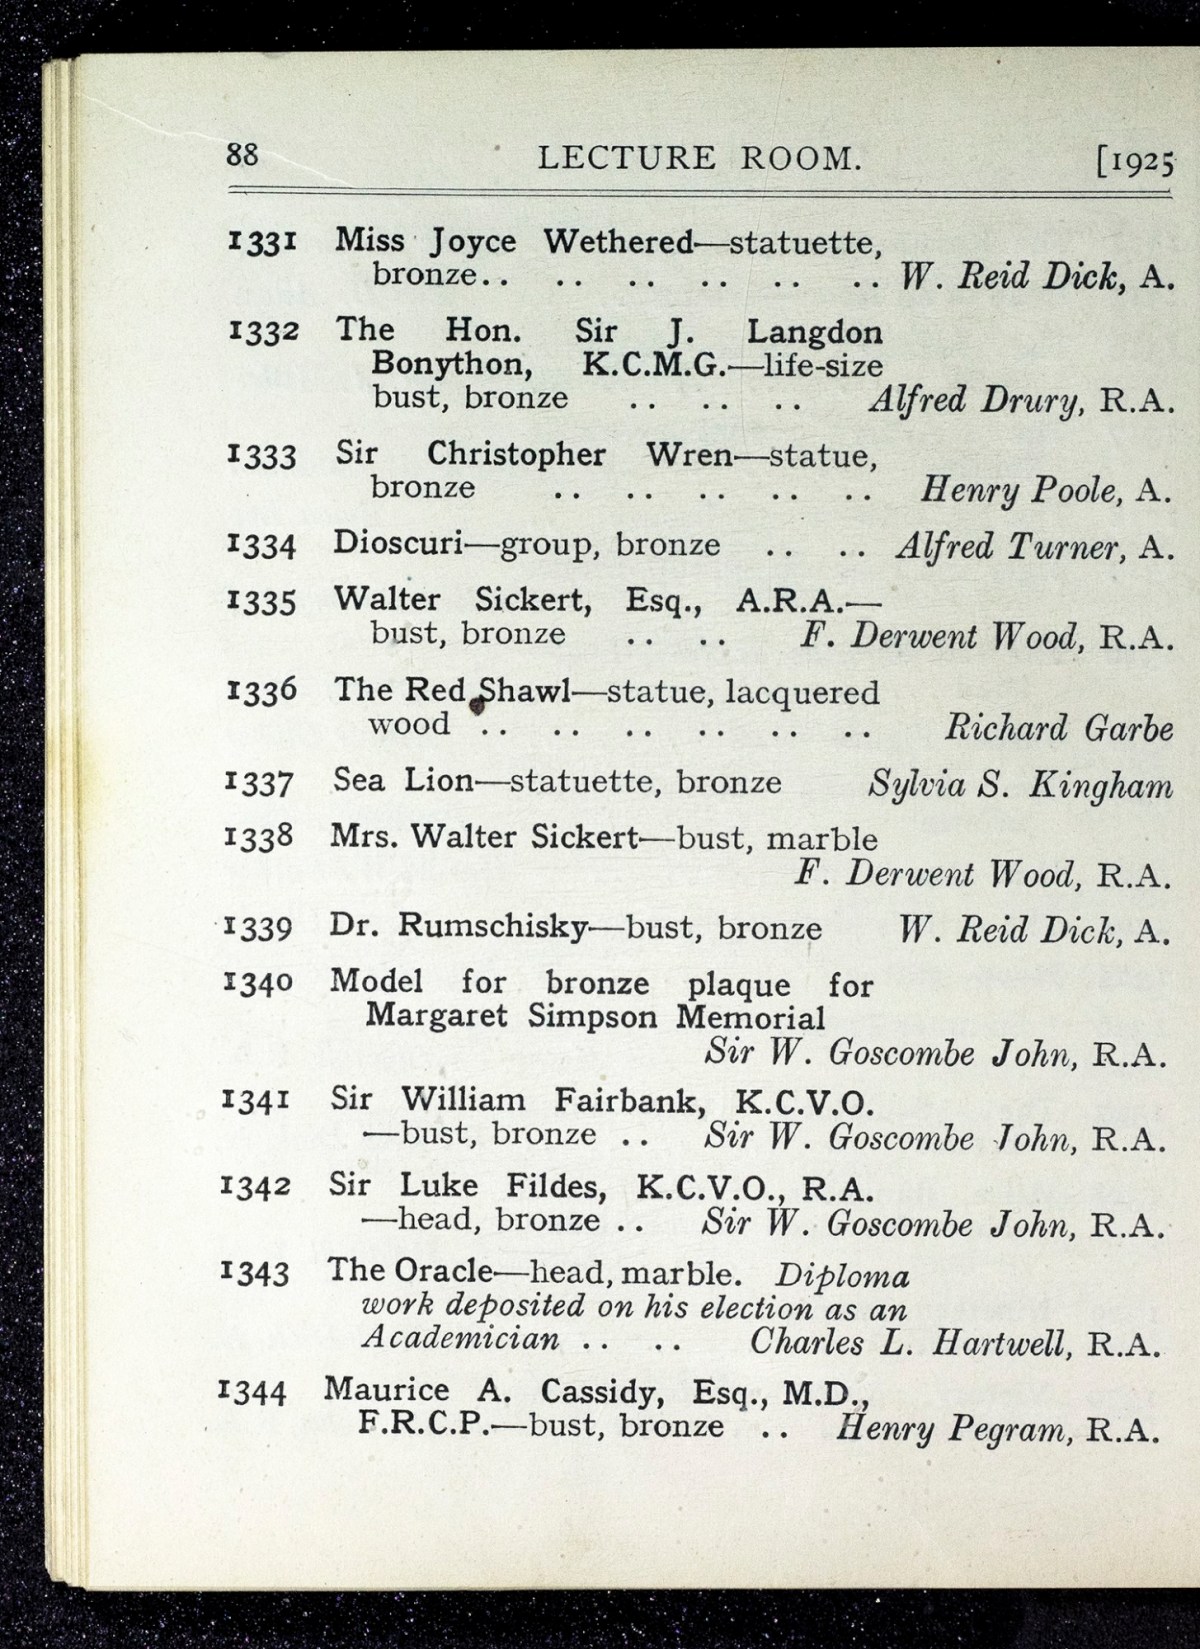 88 LECTURE ROOM. [1925
1331 Miss Joyce Wethered—statuette,
bronze.. .. .. .. .. .. W. Reid Dick, A.
1332 The Hon. Sir J. Langdon
Bonython, K.C.M.G.—life-size
bust, bronze .. .. .. Alfred Drury, R.A.
1333 Sir Christopher Wren—statue,
bronze .. .. .. .. .. Henry Poole, A.
1334 Dioscuri—group, bronze .. .. Alfred Turner, A.
1335 Walter Sickert, Esq., A.R.A.—
bust, bronze .. .. F. Derwent Wood, R.A.
1336 The Red Shawl—statue, lacquered
wood .. .. .. .. .. .. Richard Garbe
1337 Sea Lion—statuette, bronze Sylvia S. Kingham
1338 Mrs. Walter Sickert—bust, marble
F. Derwent Wood, R.A.
1339 Dr. Rumschisky—bust, bronze W. Reid Dick, A.
1340 Model for bronze plaque for
Margaret Simpson Memorial
Sir W. Goscombe John, R.A.
1341 Sir William Fairbank, K.C.V.O.
—bust, bronze .. Sir W. Goscombe John, R.A.
1342 Sir Luke Fildes, K.C.V.O., R.A.
—head, bronze .. Sir W. Goscombe John, R.A.
1343 The Oracle—head, marble. Diploma
work deposited on his election as an
Academician .. .. Charles L. Hartwell, R.A.
1344 Maurice A. Cassidy, Esq., M.D.,
F.R.C.P.—bust, bronze .. Henry Pegram, R.A.